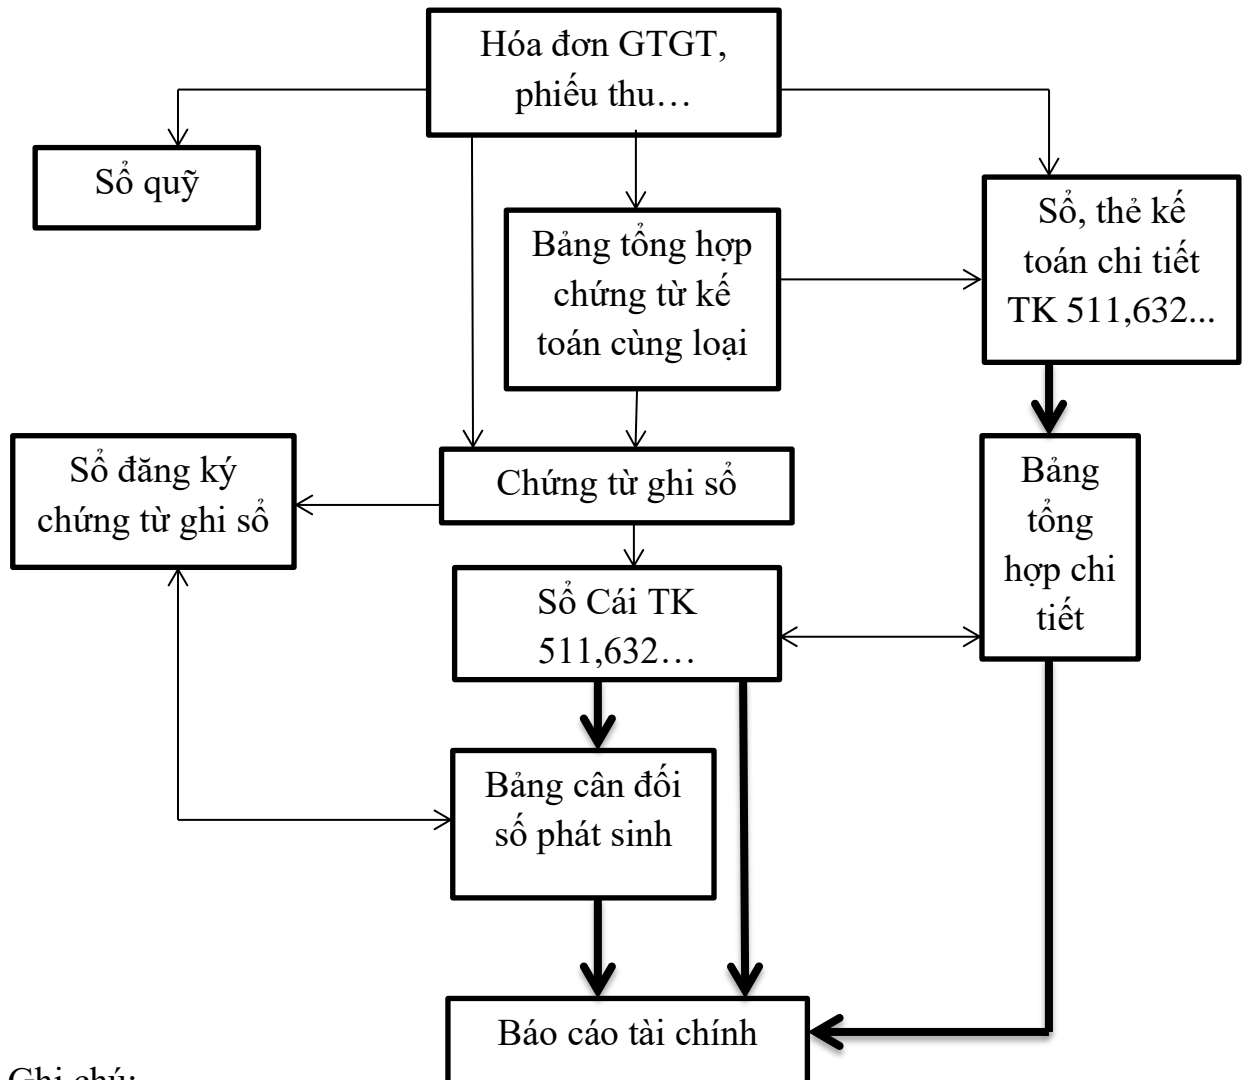 Hóa đơn GTGT,
phiếu thu…
Sổ quỹ
Sổ, thẻ kế
toán chi tiết
TK 511,632...
Bảng tổng hợp
chứng từ kế
toán cùng loại
Sổ đăng ký
chứng từ ghi sổ
Chứng từ ghi sổ
Bảng
tổng
hợp chi
tiết
Sổ Cái TK
511,632…
Bảng cân đối
số phát sinh
Báo cáo tài chính
Ghi chú: